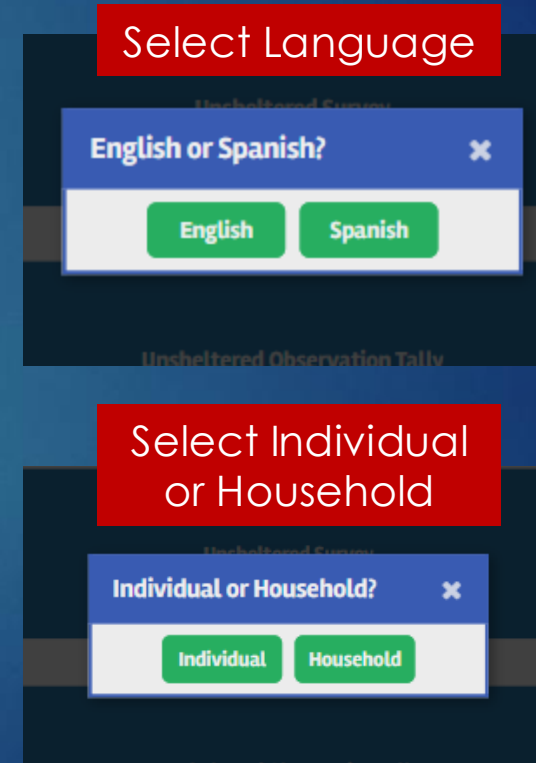 Select Language
Unsheltered Survey
English or Spanish?
English Spanish
Unsheltered Observation Tally
Select Individual
or Household
Unsheltered Survey
Individual or Household?
Individual Household